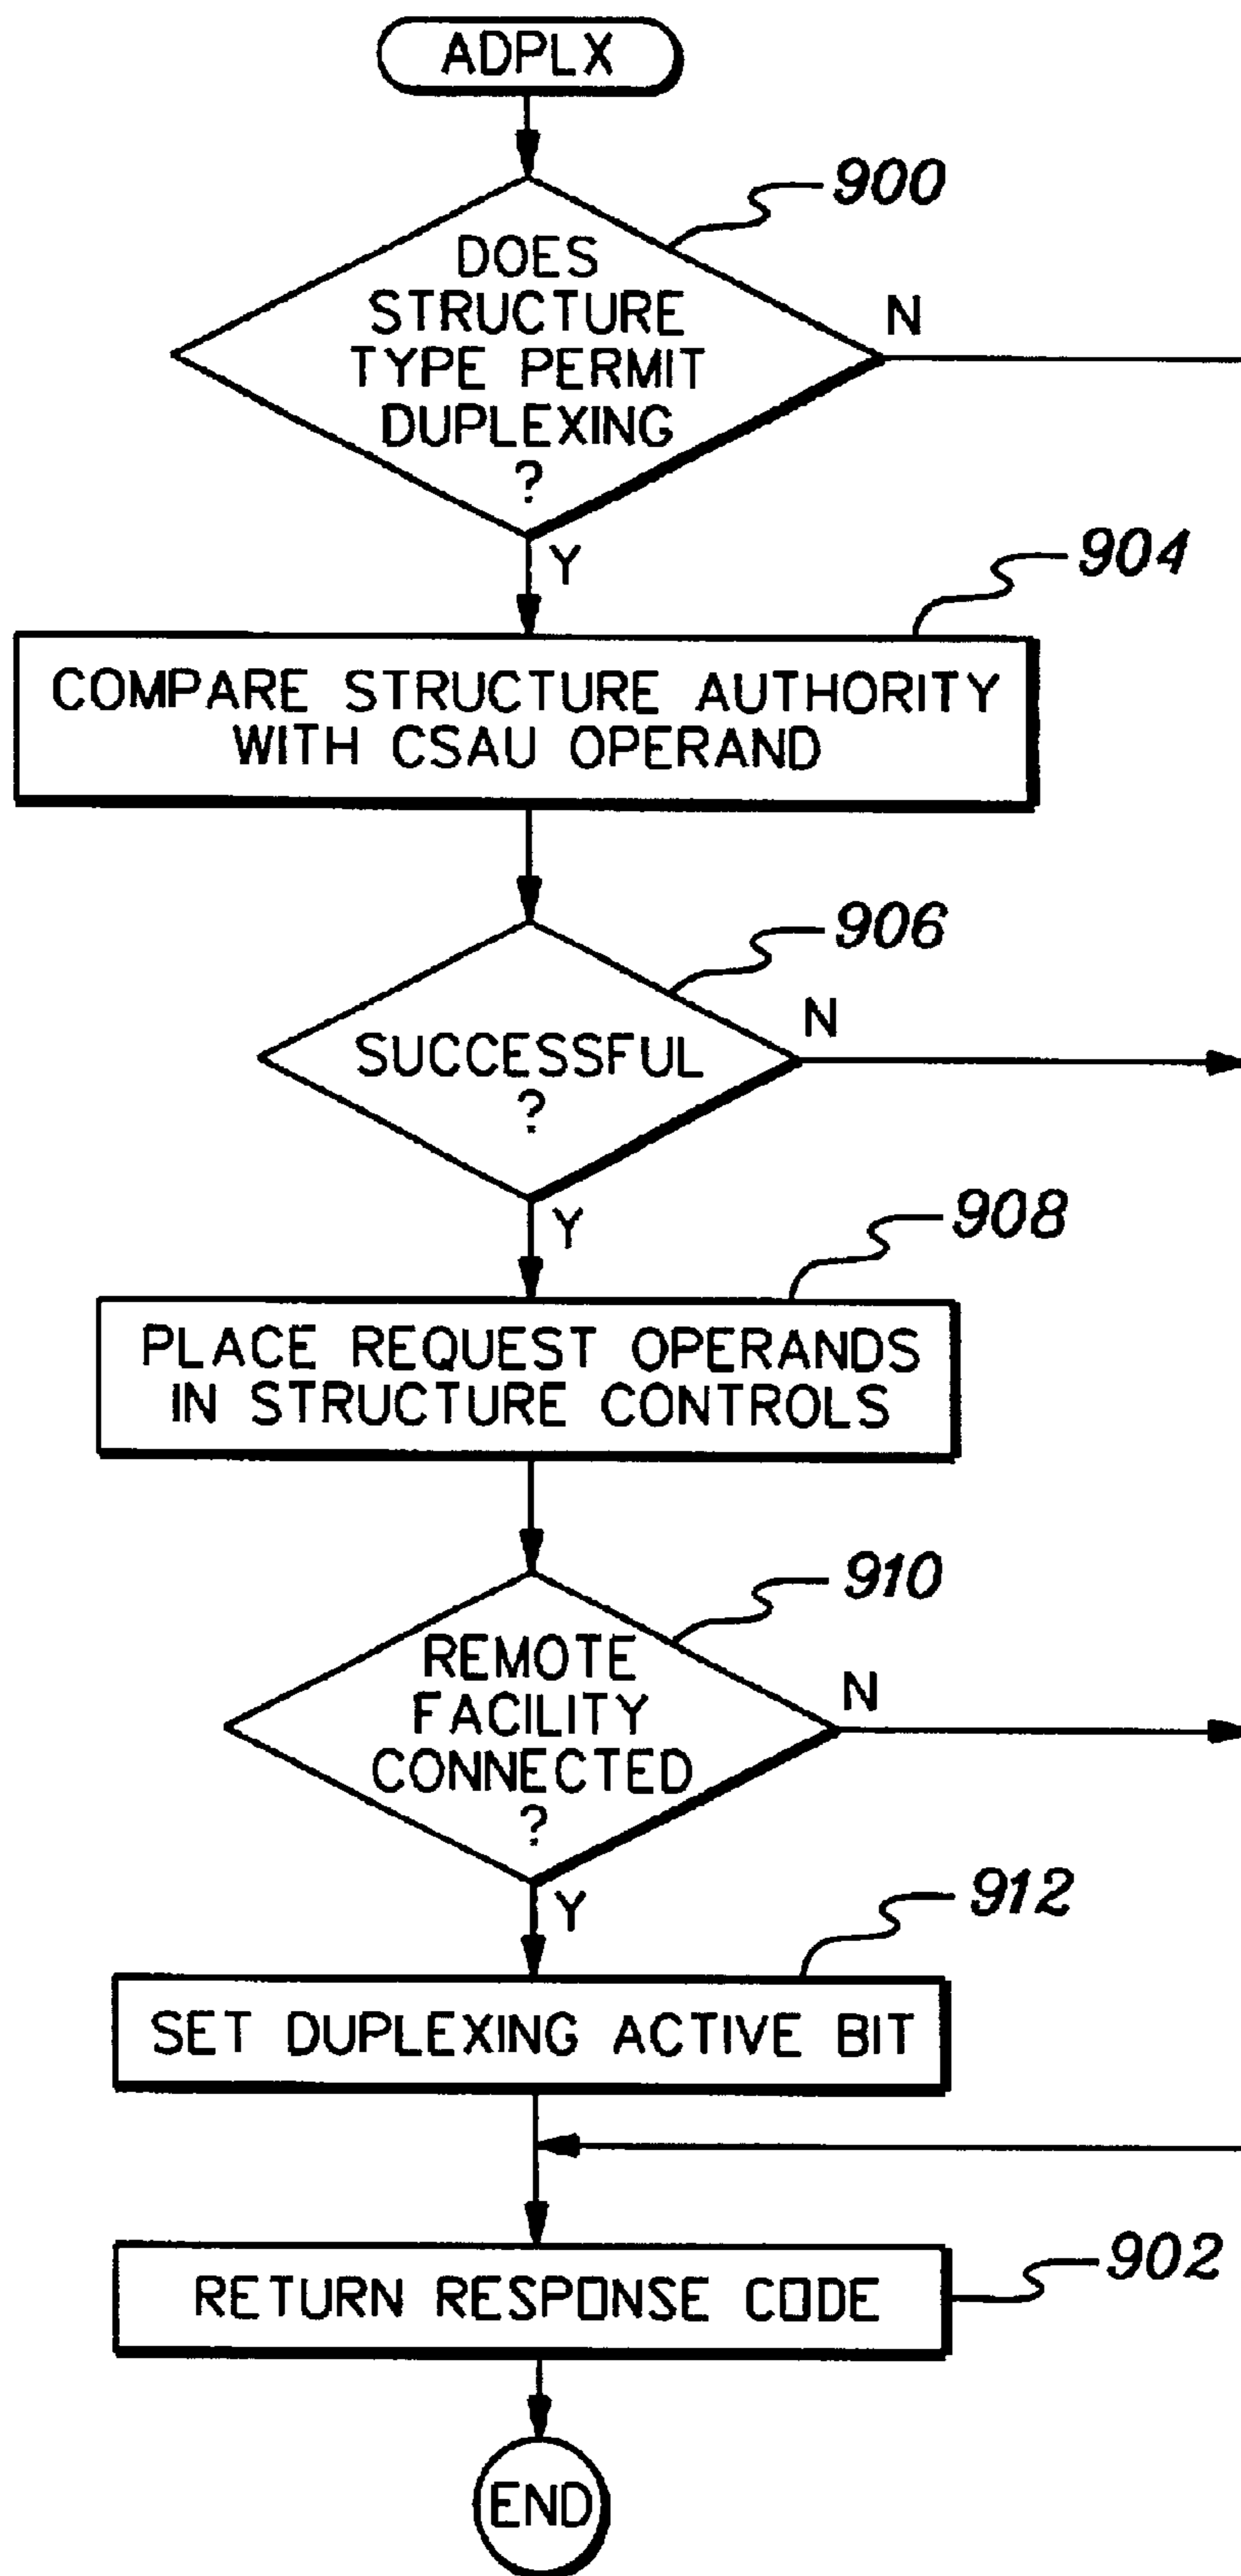 ADPLX
900
DOES
STRUCTURE
TYPE PERMIT
DUPLEXING
?
N
Y
904
COMPARE STRUCTURE AUTHORITY
WITH CSAU OPERAND
906
SUCCESSFUL
?
N
Y
908
PLACE REQUEST OPERANDS
IN STRUCTURE CONTROLS
910
REMOTE
FACILITY
CONNECTED
?
N
Y
912
SET DUPLEXING ACTIVE BIT
902
RETURN RESPONSE CODE
END